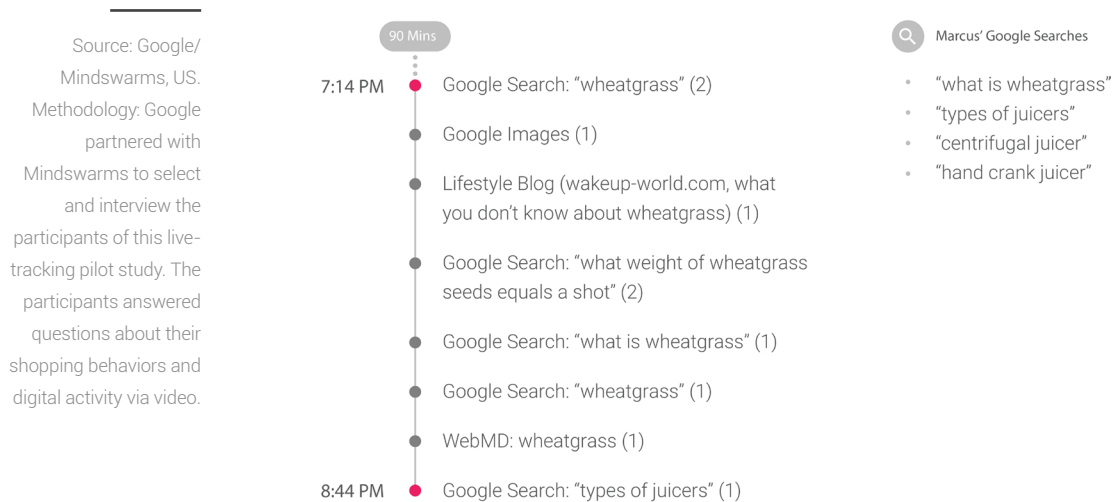 Source: Google/
Mindswarms, US.
Methodology: Google
partnered with
Mindswarms to select
and interview the
participants of this live-
tracking pilot study. The
participants answered
questions about their
shopping behaviors and
digital activity via video.
90 Mins
7:14 PM
Google Search: “wheatgrass” (2)
Google Images (1)
Lifestyle Blog (wakeup-world.com, what
you don’t know about wheatgrass) (1)
Google Search: “what weight of wheatgrass
seeds equals a shot” (2)
Google Search: “what is wheatgrass” (1)
Google Search: “wheatgrass” (1)
WebMD: wheatgrass (1)
8:44 PM
Google Search: “types of juicers” (1)
Marcus’ Google Searches
“what is wheatgrass”
“types of juicers”
“centrifugal juicer”
“hand crank juicer”